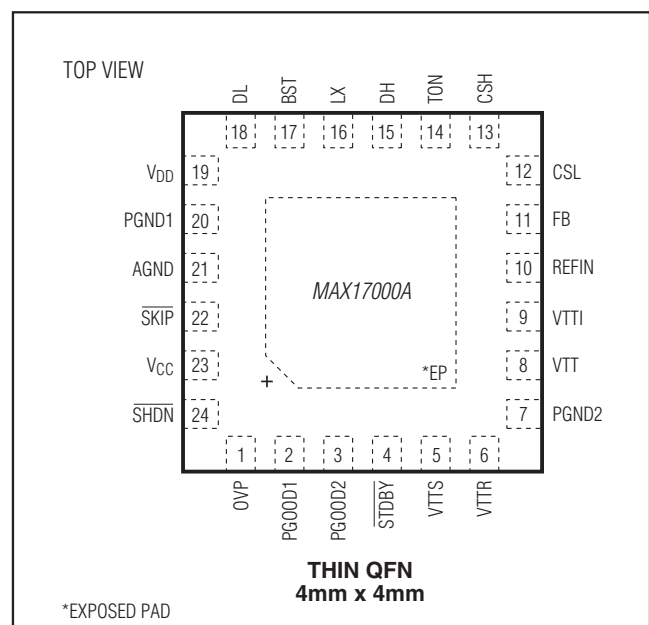 TOP VIEW
DL
BST
LX
DH
TON
CSH
18
17
16
15
14
13
VDD 19
12 CSL
PGND1 20
11 FB
AGND 21
10 REFIN
MAX17000A
SKIP 22
9 VTTI
VCC 23
8 VTT
*EP
+
SHDN 24
7 PGND2
1
2
3
4
5
6
OVP
PGOOD1
PGOOD2
STDBY
VTTS
VTTR
THIN QFN
4mm x 4mm
*EXPOSED PAD